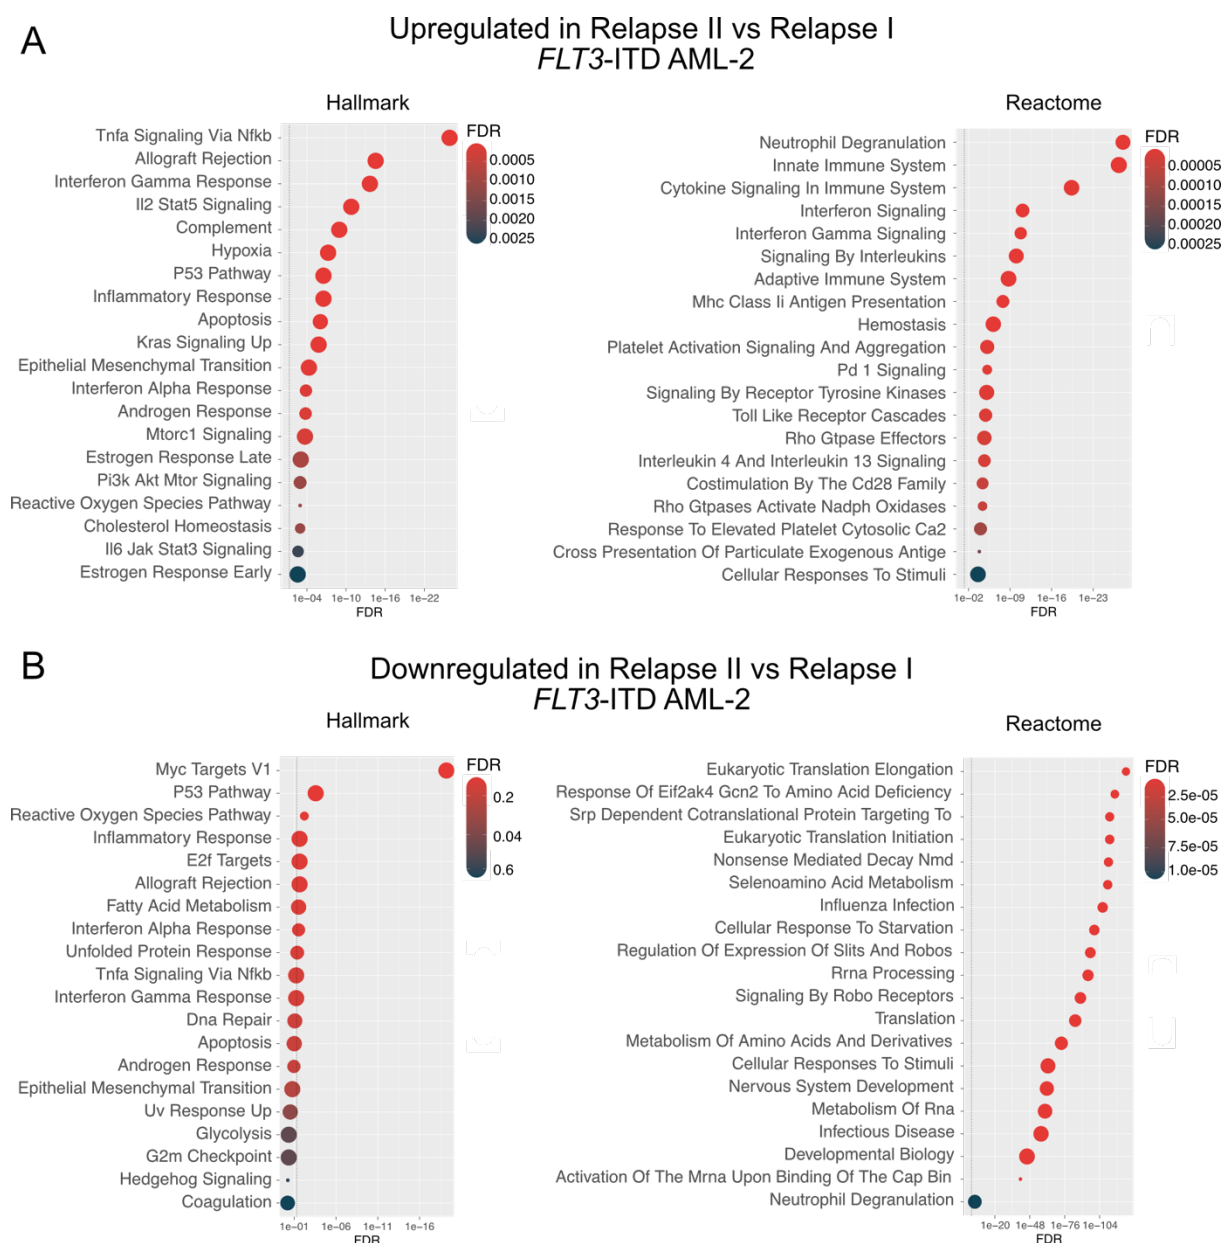 A
Upregulated in Relapse II vs Relapse I
FLT3-ITD AML-2
Hallmark
Tnfa Signaling Via Nfkb
Allograft Rejection
Interferon Gamma Response
Il2 Stat5 Signaling
Complement
Hypoxia
P53 Pathway
Inflammatory Response
Apoptosis
Kras Signaling Up
Epithelial Mesenchymal Transition
Interferon Alpha Response
Androgen Response
Mtorc1 Signaling
Estrogen Response Late
Pi3k Akt Mtor Signaling
Reactive Oxygen Species Pathway
Cholesterol Homeostasis
Il6 Jak Stat3 Signaling
Estrogen Response Early
1e-04 1e-10 1e-16 1e-22
FDR
FDR
0.0005
0.0010
0.0015
0.0020
0.0025
Reactome
Neutrophil Degranulation
Innate Immune System
Cytokine Signaling In Immune System
Interferon Signaling
Interferon Gamma Signaling
Signaling By Interleukins
Adaptive Immune System
Mhc Class Ii Antigen Presentation
Hemostasis
Platelet Activation Signaling And Aggregation
Pd 1 Signaling
Signaling By Receptor Tyrosine Kinases
Toll Like Receptor Cascades
Rho Gtpase Effectors
Interleukin 4 And Interleukin 13 Signaling
Costimulation By The Cd28 Family
Rho Gtpases Activate Nadph Oxidases
Response To Elevated Platelet Cytosolic Ca2
Cross Presentation Of Particulate Exogenous Antige
Cellular Responses To Stimuli
1e-02 1e-09 1e-16 1e-23
FDR
FDR
0.00005
0.00010
0.00015
0.00020
0.00025
B
Downregulated in Relapse II vs Relapse I
FLT3-ITD AML-2
Hallmark
Myc Targets V1
P53 Pathway
Reactive Oxygen Species Pathway
Inflammatory Response
E2f Targets
Allograft Rejection
Fatty Acid Metabolism
Interferon Alpha Response
Unfolded Protein Response
Tnfa Signaling Via Nfkb
Interferon Gamma Response
Dna Repair
Apoptosis
Androgen Response
Epithelial Mesenchymal Transition
Uv Response Up
Glycolysis
G2m Checkpoint
Hedgehog Signaling
Coagulation
1e-01 1e-06 1e-11 1e-16
FDR
FDR
0.2
0.04
0.6
Reactome
Eukaryotic Translation Elongation
Response Of Eif2ak4 Gcn2 To Amino Acid Deficiency
Srp Dependent Cotranslational Protein Targeting To
Eukaryotic Translation Initiation
Nonsense Mediated Decay Nmd
Selenoamino Acid Metabolism
Influenza Infection
Cellular Response To Starvation
Regulation Of Expression Of Slits And Robos
Rrna Processing
Signaling By Robo Receptors
Translation
Metabolism Of Amino Acids And Derivatives
Cellular Responses To Stimuli
Nervous System Development
Metabolism Of Rna
Infectious Disease
Developmental Biology
Activation Of The Mrna Upon Binding Of The Cap Bin
Neutrophil Degranulation
1e-20 1e-48 1e-76 1e-104
FDR
FDR
2.5e-05
5.0e-05
7.5e-05
1.0e-05